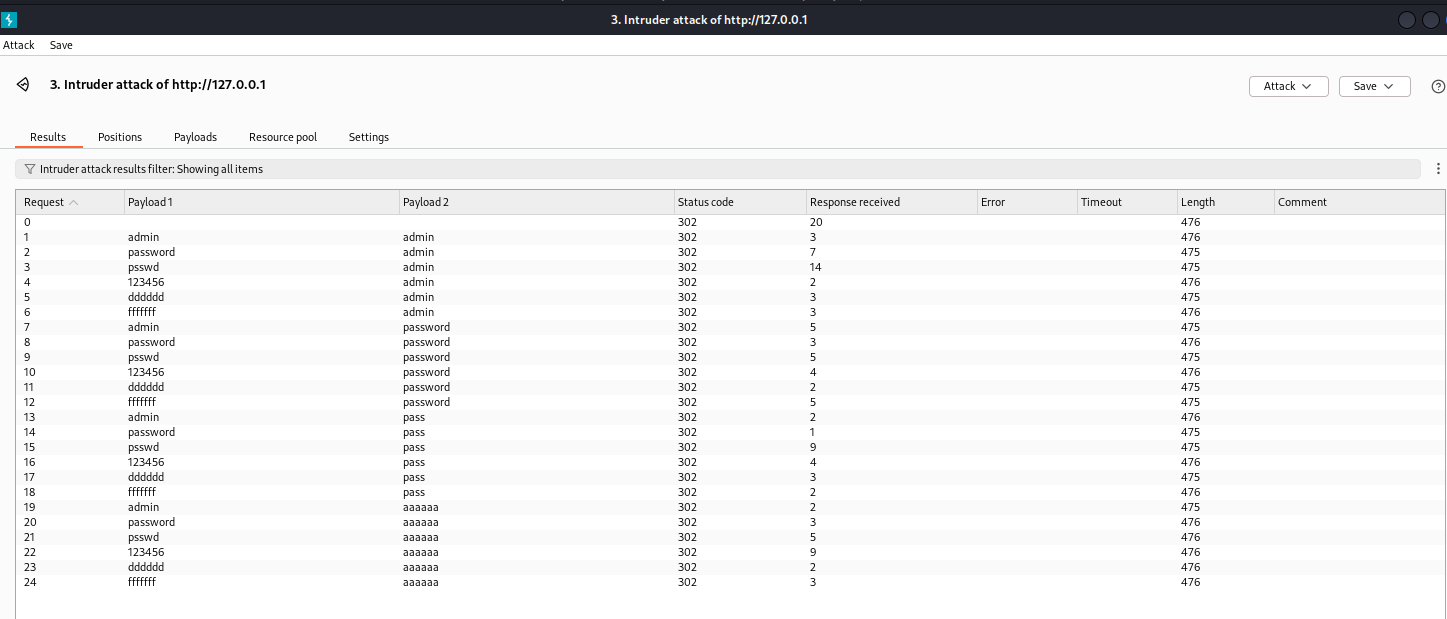 3. Intruder attack of http://127.0.0.1
Attack Save
3. Intruder attack of http://127.0.0.1
Attack Save ?
Results Positions Payloads Resource pool Settings
Intruder attack results filter: Showing all items
Request Payload 1 Payload 2 Status code Response received Error Timeout Length Comment
0 302 20 476
1 admin admin 302 3 476
2 password admin 302 7 475
3 psswd admin 302 14 475
4 123456 admin 302 2 476
5 dddddd admin 302 3 475
6 fffffff admin 302 3 476
7 admin password 302 5 475
8 password password 302 3 476
9 psswd password 302 5 475
10 123456 password 302 4 476
11 dddddd password 302 2 475
12 fffffff password 302 5 475
13 admin pass 302 2 476
14 password pass 302 1 475
15 psswd pass 302 9 475
16 123456 pass 302 4 476
17 dddddd pass 302 3 475
18 fffffff pass 302 2 476
19 admin aaaaaa 302 2 475
20 password aaaaaa 302 3 476
21 psswd aaaaaa 302 5 476
22 123456 aaaaaa 302 9 476
23 dddddd aaaaaa 302 2 476
24 fffffff aaaaaa 302 3 476